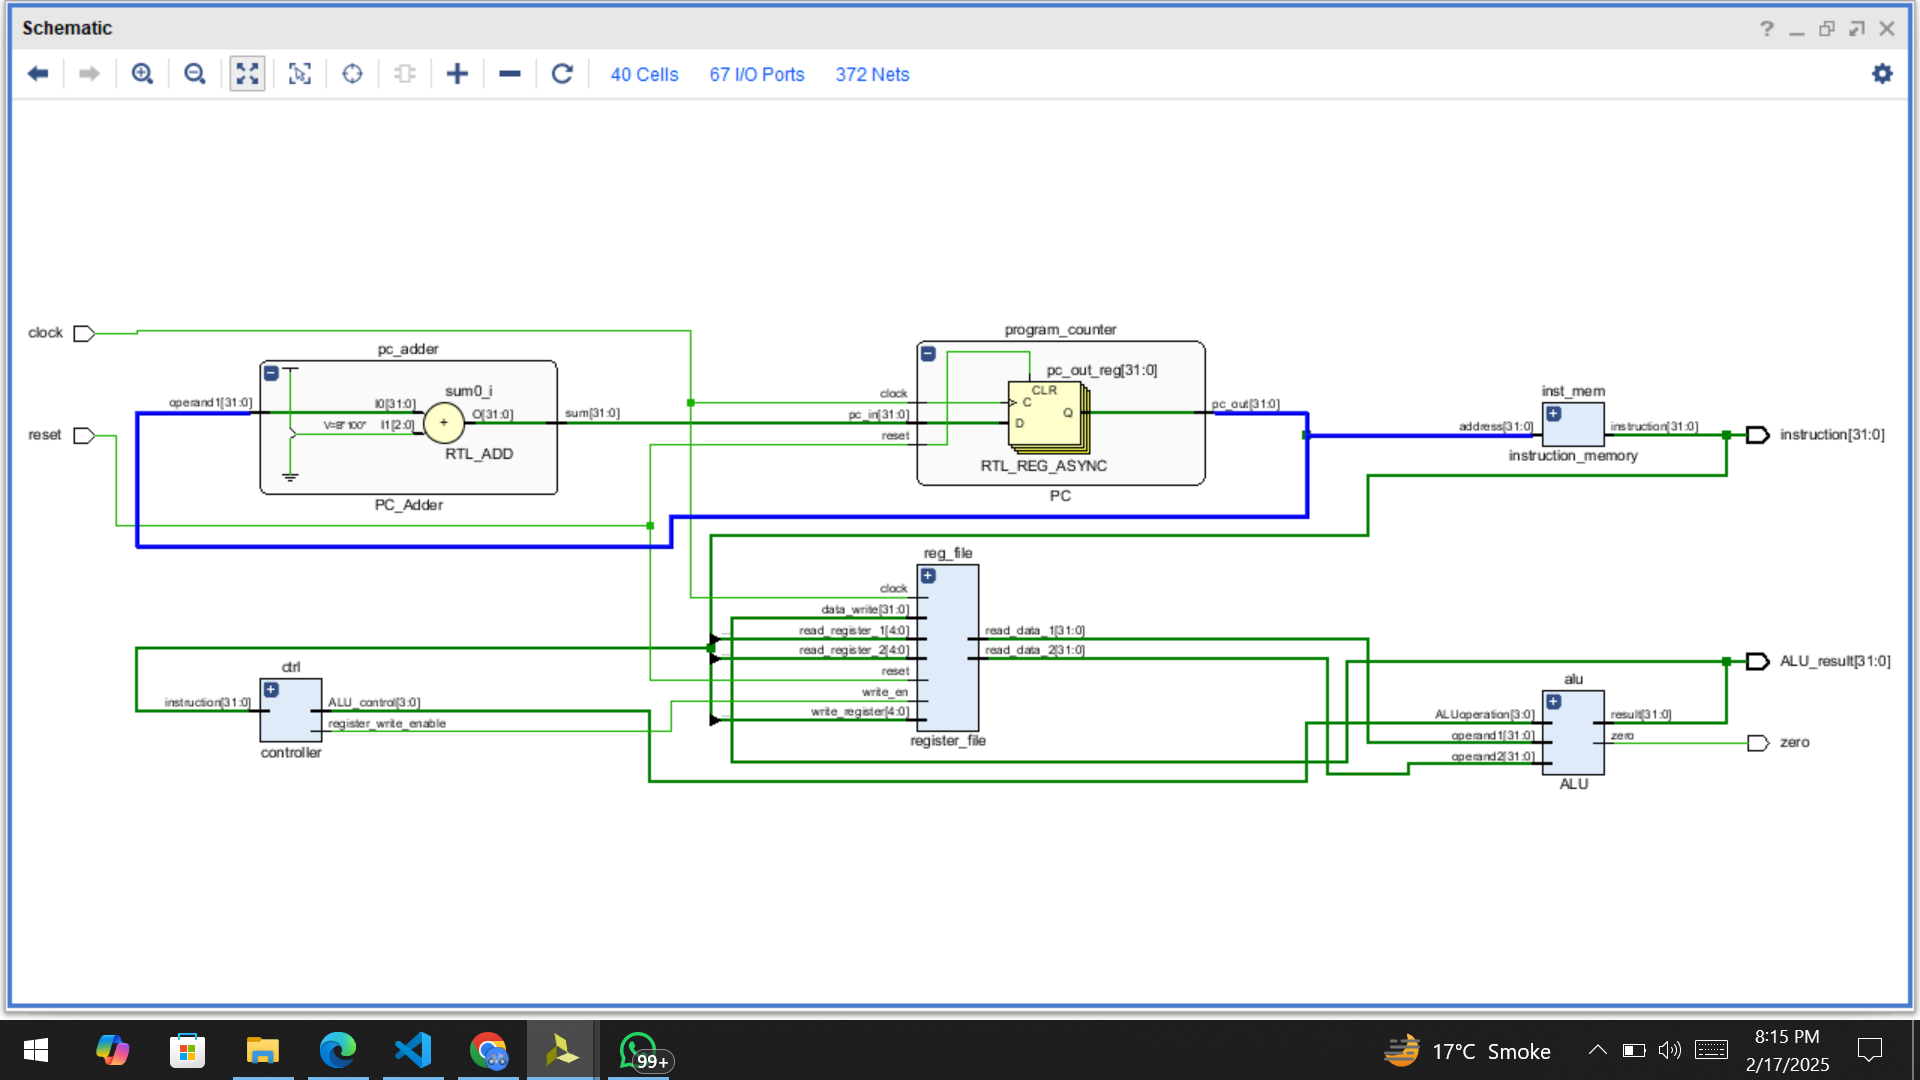 Schematic
40 Cells
67 I/O Ports
372 Nets
clock
reset
pc_adder
operand1[31:0]
sum0_i
I0[31:0]
O[31:0]
V=B"100"
I1[2:0]
RTL_ADD
sum[31:0]
PC_Adder
program_counter
pc_out_reg[31:0]
CLR
clock
C
pc_in[31:0]
Q
D
reset
RTL_REG_ASYNC
pc_out[31:0]
PC
inst_mem
address[31:0]
instruction[31:0]
instruction[31:0]
instruction_memory
reg_file
clock
data_write[31:0]
read_register_1[4:0]
read_data_1[31:0]
read_register_2[4:0]
read_data_2[31:0]
reset
write_en
write_register[4:0]
register_file
ctrl
instruction[31:0]
ALU_control[3:0]
register_write_enable
controller
ALU_result[31:0]
alu
ALUoperation[3:0]
result[31:0]
operand1[31:0]
zero
zero
operand2[31:0]
ALU
99+
17°C Smoke
8:15 PM
2/17/2025